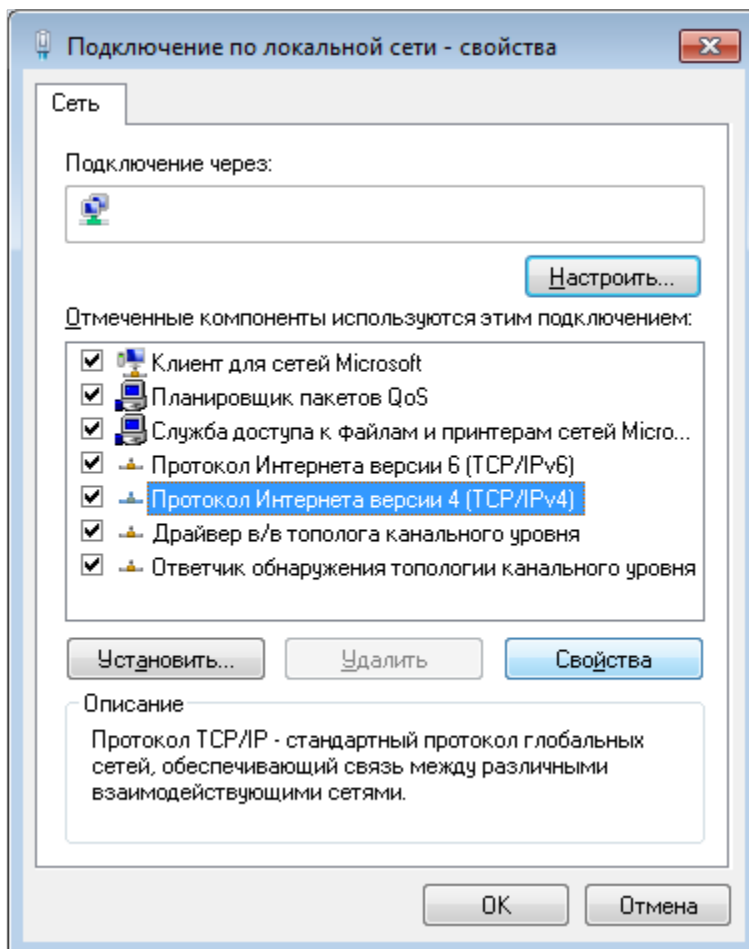 Подключение по локальной сети - свойства
Сеть
Подключение через:
Настроить...
Отмеченные компоненты используются этим подключением:
Клиент для сетей Microsoft
Планировщик пакетов QoS
Служба доступа к файлам и принтерам сетей Micro...
Протокол Интернета версии 6 (TCP/IPv6)
Протокол Интернета версии 4 (TCP/IPv4)
Драйвер в/в тополога канального уровня
Ответчик обнаружения топологии канального уровня
Установить... Удалить Свойства
Описание
Протокол TCP/IP - стандартный протокол глобальных
сетей, обеспечивающий связь между различными
взаимодействующими сетями.
OK Отмена